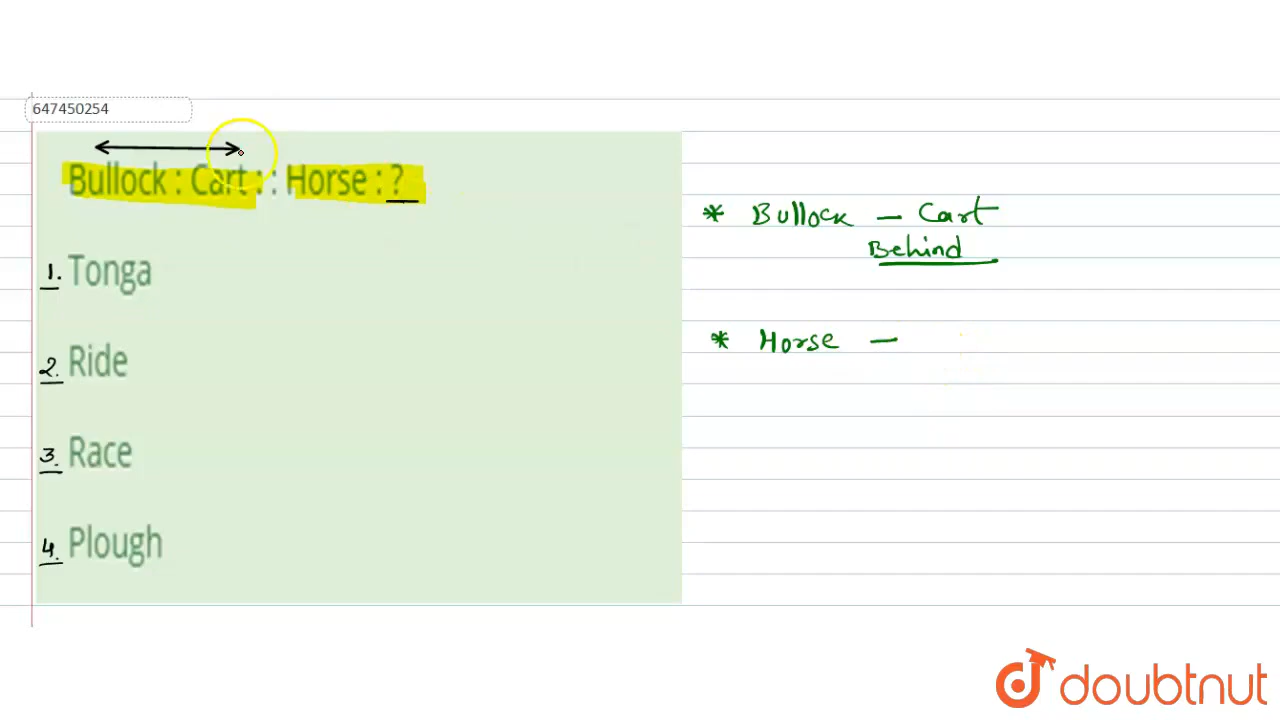 647450254
Bullock : Cart : : Horse : ?
1. Tonga
2. Ride
3. Race
4. Plough
* Bullock – Cart
Behind
* Horse –
doubtnut